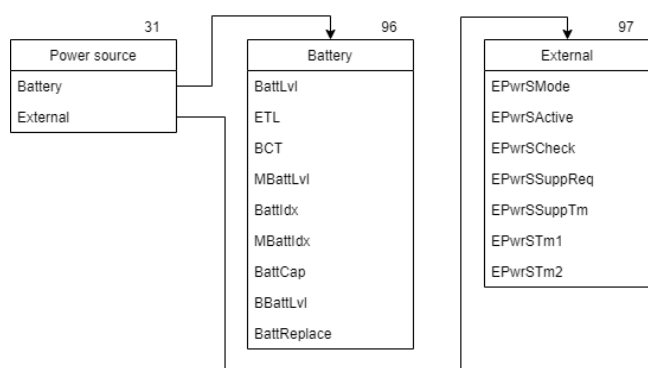 31
Power source
Battery
External
96
Battery
BattLvl
ETL
BCT
MBattLvl
BattIdx
MBattIdx
BattCap
BBattLvl
BattReplace
97
External
EPwrSMode
EPwrSActive
EPwrSCheck
EPwrSSuppReq
EPwrSSuppTm
EPwrSTm1
EPwrSTm2